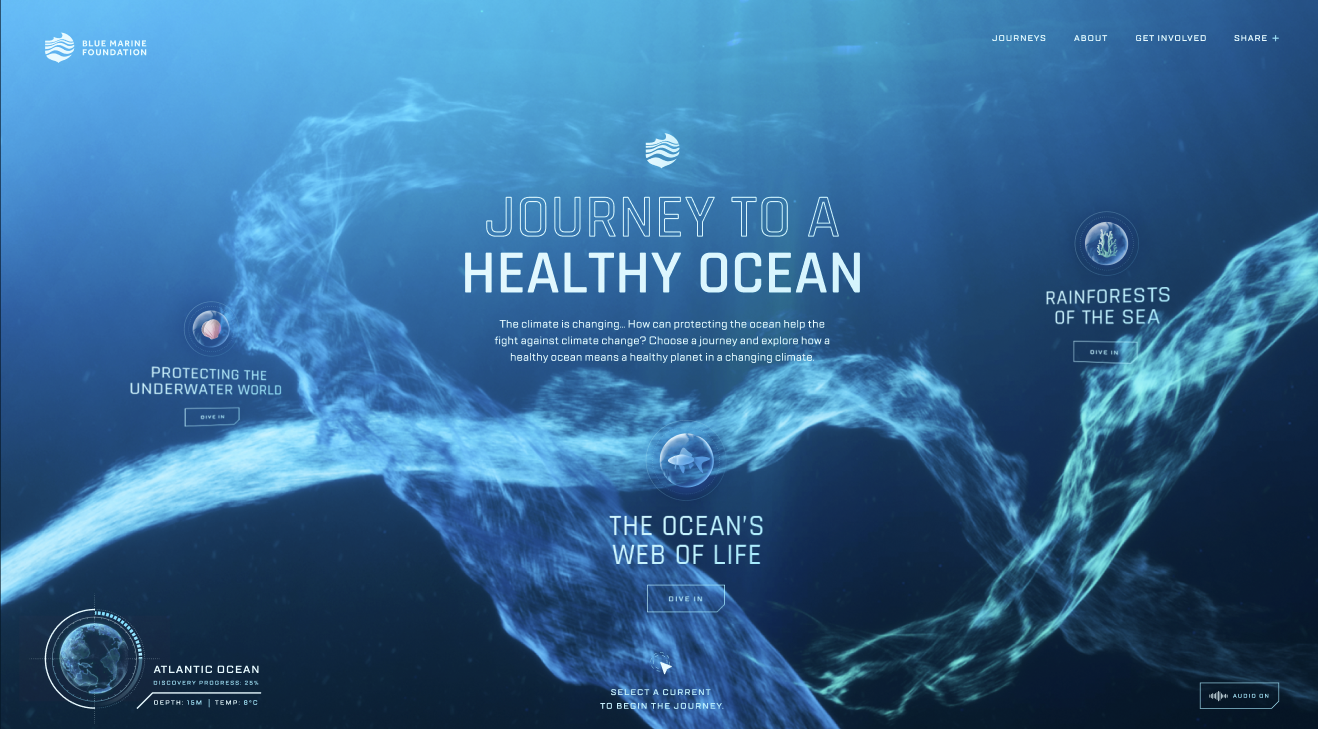 BLUE MARINE
FOUNDATION
JOURNEYS
ABOUT
GET INVOLVED
SHARE +
JOURNEY TO A
HEALTHY OCEAN
The climate is changing... How can protecting the ocean help the
fight against climate change? Choose a journey and explore how a
healthy ocean means a healthy planet in a changing climate.
RAINFORESTS
OF THE SEA
DIVE IN
PROTECTING THE
UNDERWATER WORLD
DIVE IN
THE OCEAN'S
WEB OF LIFE
DIVE IN
ATLANTIC OCEAN
DISCOVERY PROGRESS: 25%
DEPTH: 15M | TEMP: 8°C
SELECT A CURRENT
TO BEGIN THE JOURNEY.
AUDIO ON